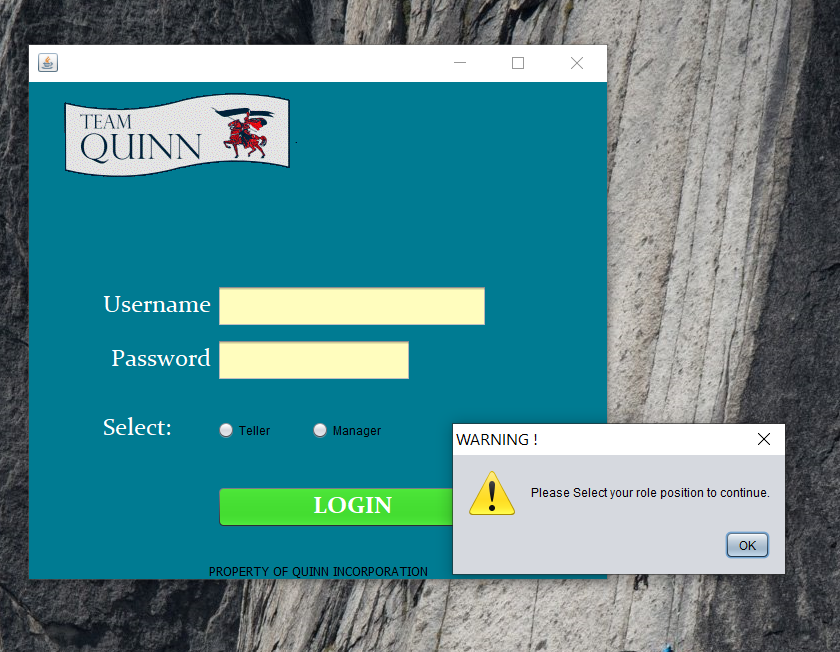 TEAM
QUINN
Username
Password
Select:
Teller
Manager
LOGIN
PROPERTY OF QUINN INCORPORATION
WARNING !
Please Select your role position to continue.
OK